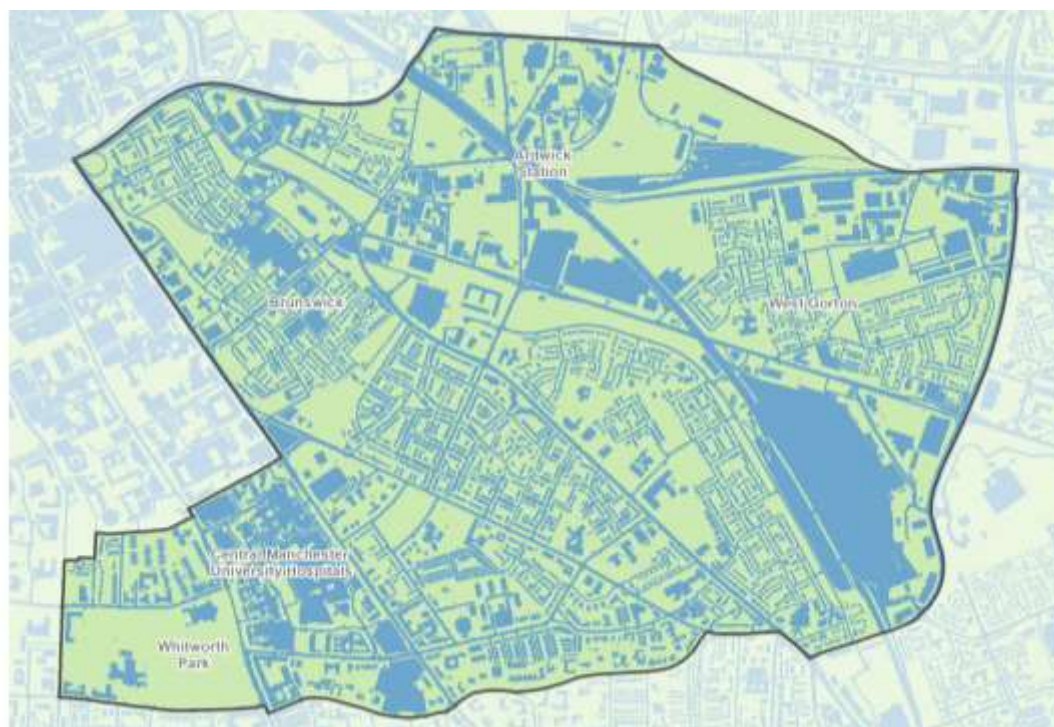 Ardwick
Station
Brunswick
West Gorton
Central Manchester
University Hospitals
Whitworth
Park